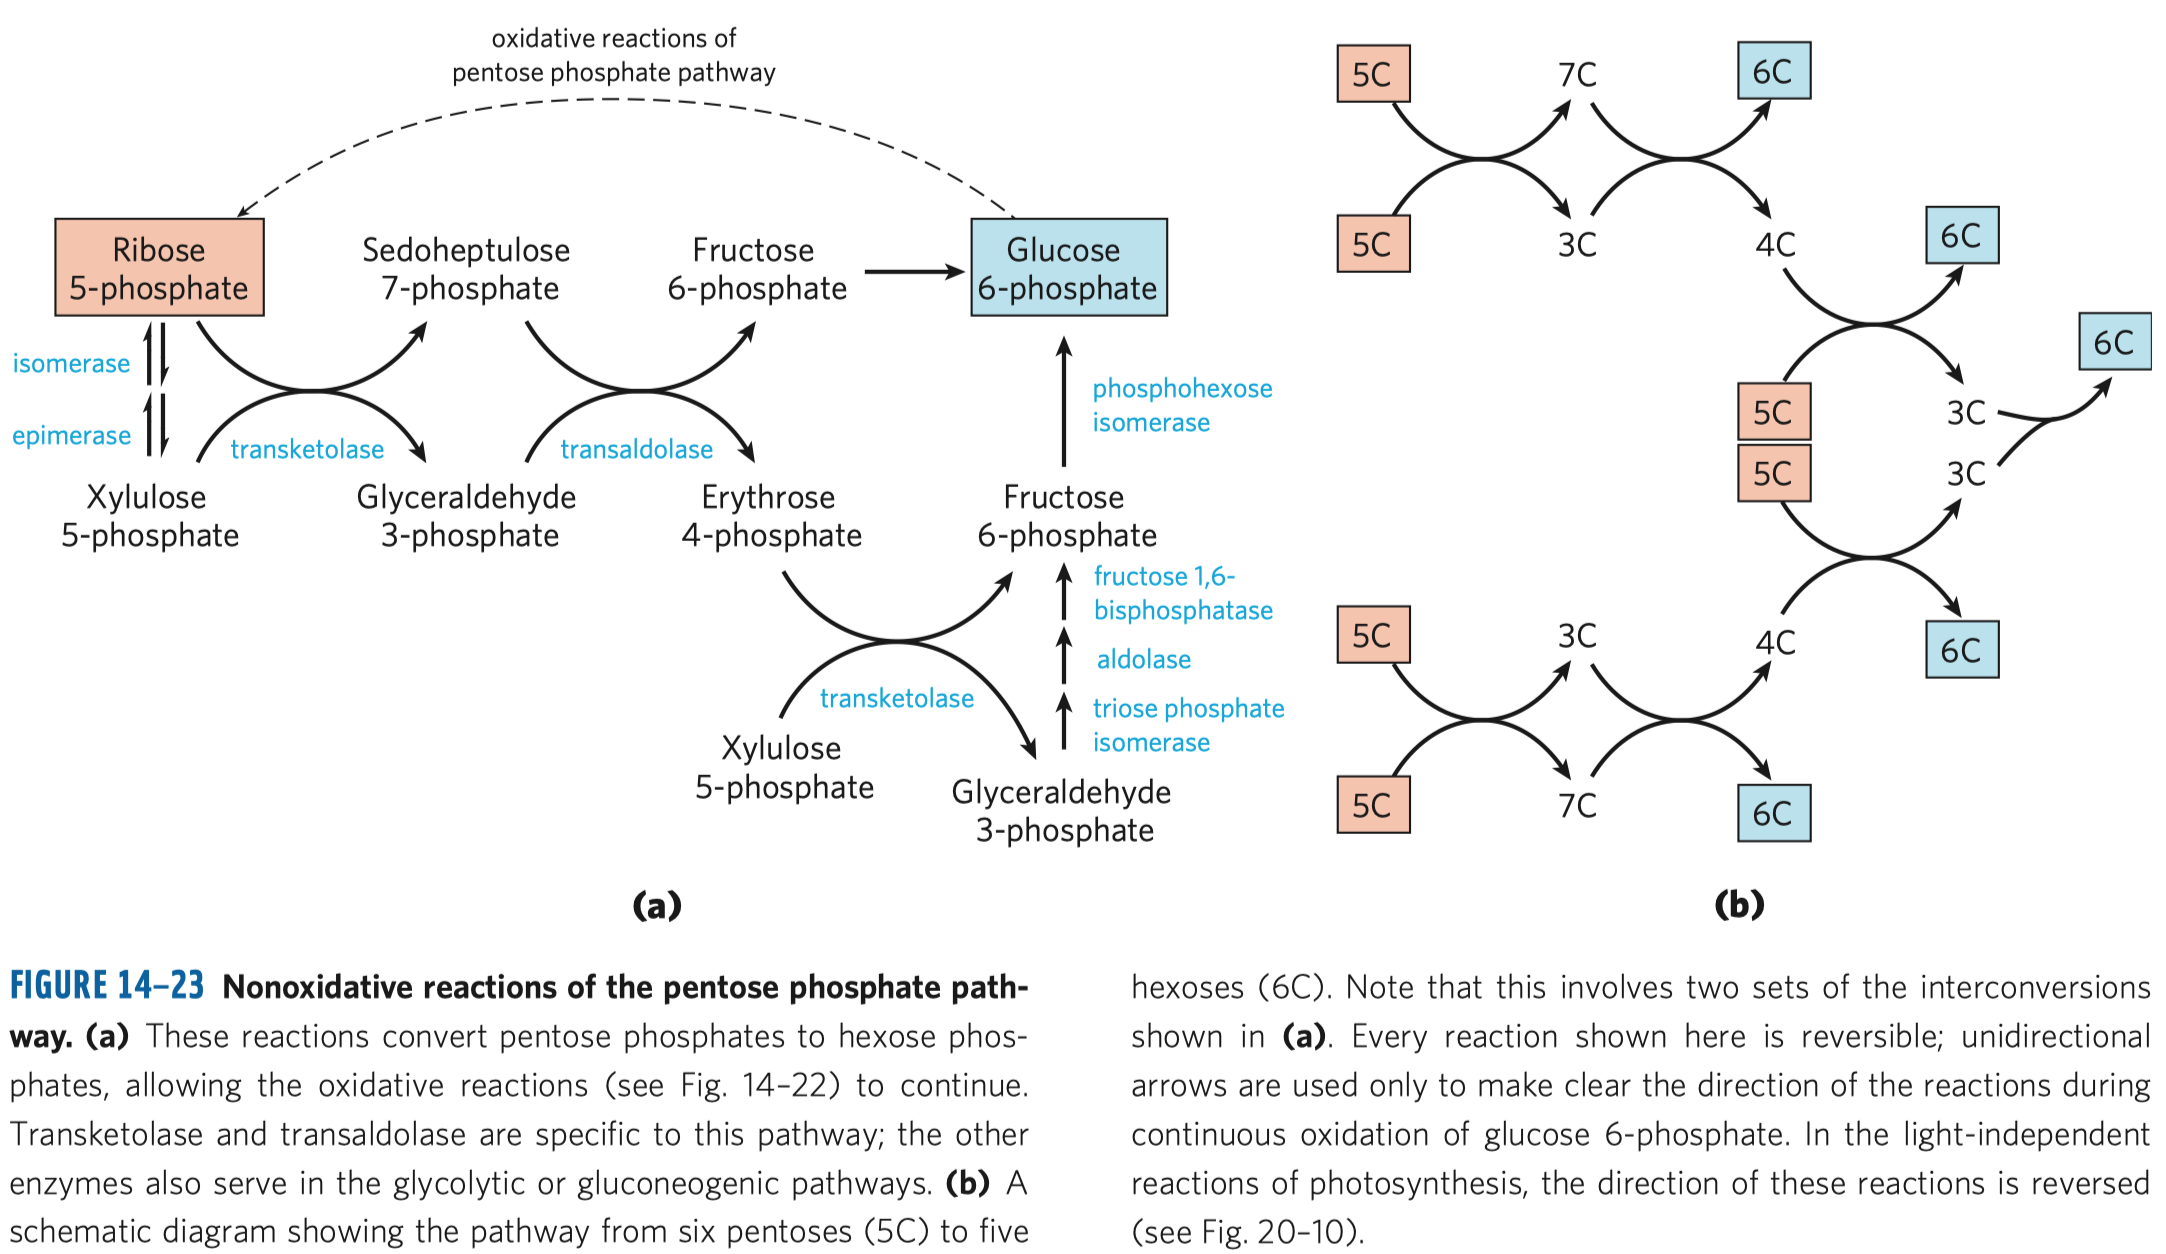 oxidative reactions of
pentose phosphate pathway
Ribose
5-phosphate
Sedoheptulose
7-phosphate
Fructose
6-phosphate
Glucose
6-phosphate
isomerase
epimerase
transketolase
transaldolase
phosphohexose
isomerase
Xylulose
5-phosphate
Glyceraldehyde
3-phosphate
Erythrose
4-phosphate
Fructose
6-phosphate
fructose 1,6-
bisphosphatase
aldolase
triose phosphate
isomerase
transketolase
Xylulose
5-phosphate
Glyceraldehyde
3-phosphate
(a)
5C
7C
6C
5C
3C
4C
6C
6C
5C
3C
5C
3C
5C
3C
4C
6C
5C
7C
6C
(b)
FIGURE 14–23 Nonoxidative reactions of the pentose phosphate path-
way. (a) These reactions convert pentose phosphates to hexose phos-
phates, allowing the oxidative reactions (see Fig. 14–22) to continue.
Transketolase and transaldolase are specific to this pathway; the other
enzymes also serve in the glycolytic or gluconeogenic pathways. (b) A
schematic diagram showing the pathway from six pentoses (5C) to five
hexoses (6C). Note that this involves two sets of the interconversions
shown in (a). Every reaction shown here is reversible; unidirectional
arrows are used only to make clear the direction of the reactions during
continuous oxidation of glucose 6-phosphate. In the light-independent
reactions of photosynthesis, the direction of these reactions is reversed
(see Fig. 20–10).